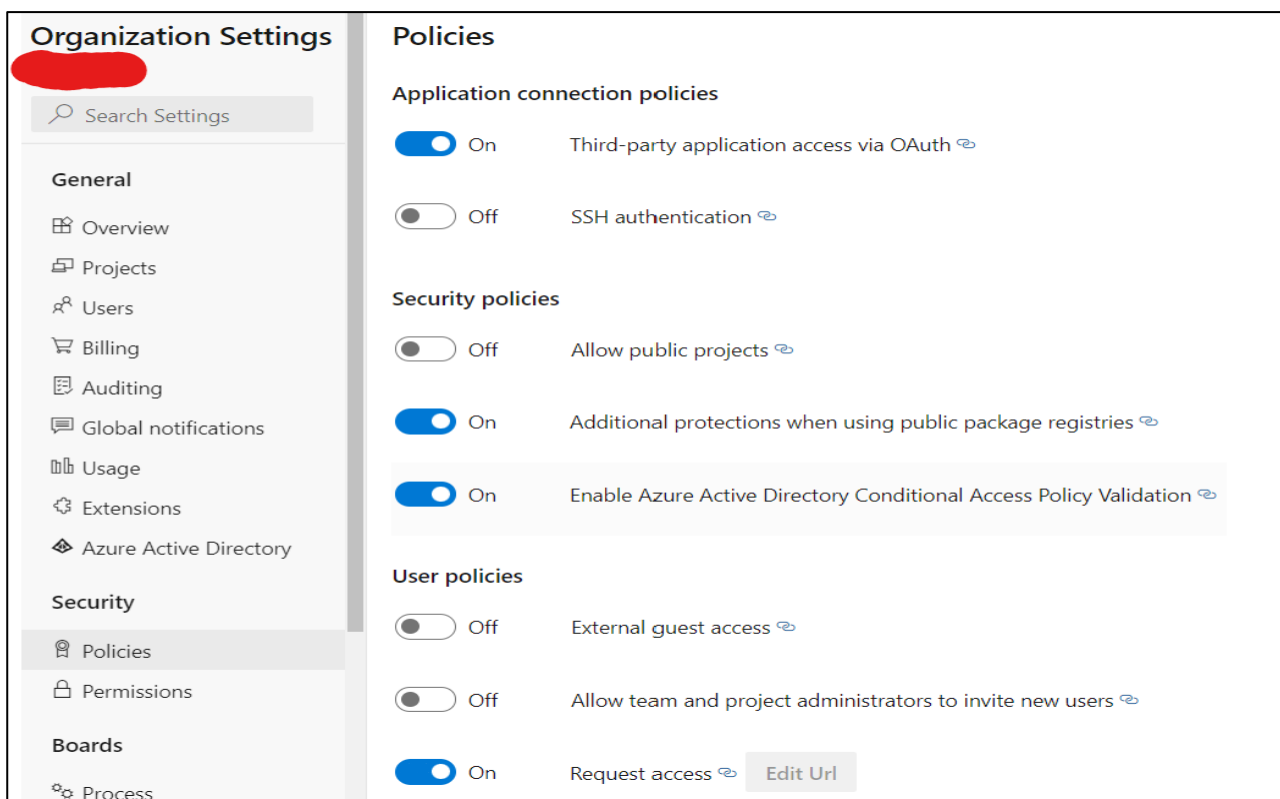 Organization Settings
Search Settings
General
Overview
Projects
Users
Billing
Auditing
Global notifications
Usage
Extensions
Azure Active Directory
Security
Policies
Permissions
Boards
Process
Policies
Application connection policies
On Third-party application access via OAuth
Off SSH authentication
Security policies
Off Allow public projects
On Additional protections when using public package registries
On Enable Azure Active Directory Conditional Access Policy Validation
User policies
Off External guest access
Off Allow team and project administrators to invite new users
On Request access Edit Url